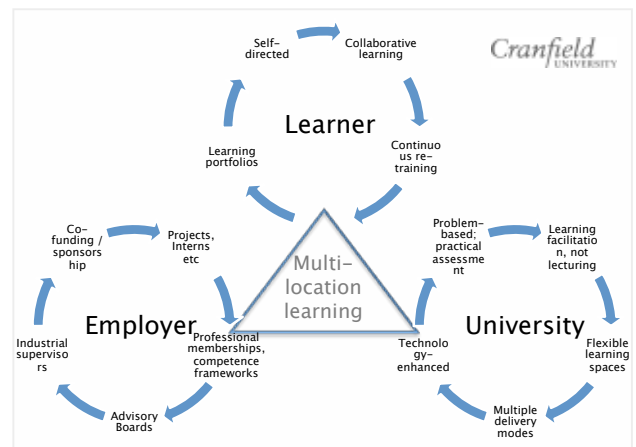 Self-
directed
Collaborative
learning
Cranfield
UNIVERSITY
Learner
Learning
portfolios
Continuo
us re-
training
Co-
funding /
sponsors
hip
Projects,
Interns
etc
Multi-
location
learning
Problem-
based;
practical
assessme
nt
Learning
facilitatio
n, not
lecturing
Employer
University
Industrial
superviso
rs
Professional
memberships,
competence
frameworks
Technolo
gy-
enhanced
Flexible
learning
spaces
Advisory
Boards
Multiple
delivery
modes